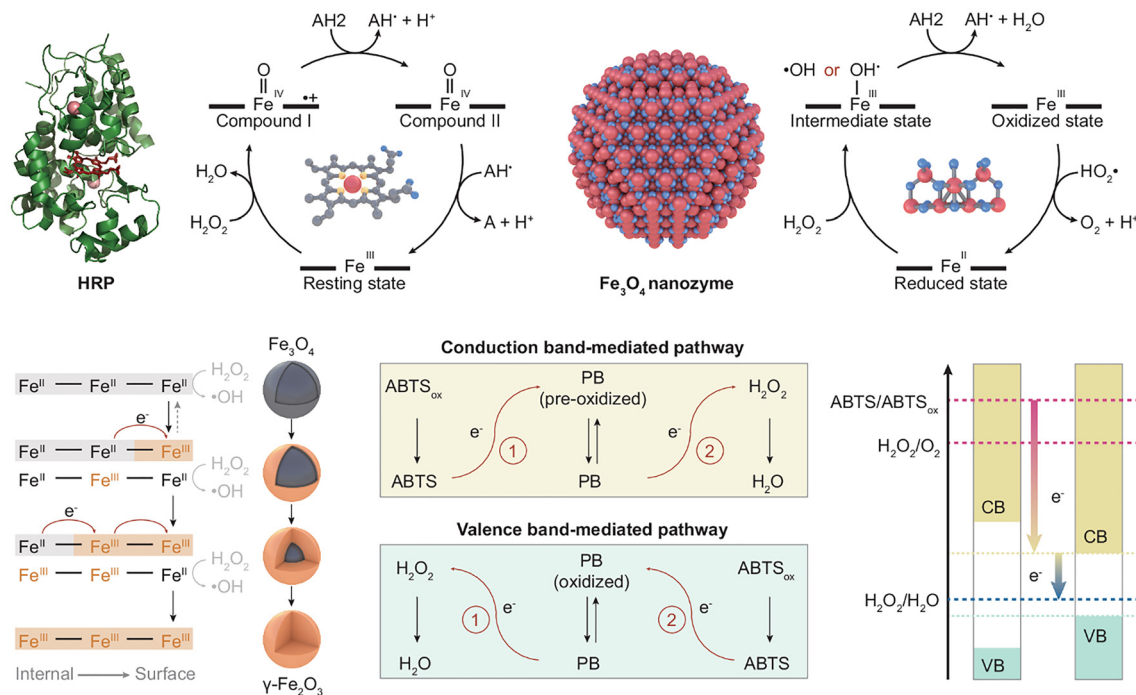 AH2
AH• + H⁺
O
Fe IV •+
Compound I
O
Fe IV
Compound II
H₂O
H₂O₂
AH•
A + H⁺
Fe III
Resting state
HRP
Fe₃O₄ nanozyme
AH2
AH• + H₂O
•OH or OH•
Fe III
Intermediate state
Fe III
Oxidized state
H₂O₂
HO₂•
O₂ + H⁺
Fe II
Reduced state
Fe₃O₄
Feᴵᴵ — Feᴵᴵ — Feᴵᴵ
H₂O₂
•OH
e⁻
Feᴵᴵ — Feᴵᴵ — Feᴵᴵᴵ
Feᴵᴵ — Feᴵᴵᴵ — Feᴵᴵ
H₂O₂
•OH
e⁻
Feᴵᴵ — Feᴵᴵᴵ — Feᴵᴵᴵ
Feᴵᴵᴵ — Feᴵᴵᴵ — Feᴵᴵ
H₂O₂
•OH
Feᴵᴵᴵ — Feᴵᴵᴵ — Feᴵᴵᴵ
Internal → Surface
γ-Fe₂O₃
Conduction band-mediated pathway
ABTSox
PB
(pre-oxidized)
H₂O₂
e⁻
1
e⁻
2
ABTS
PB
H₂O
Valence band-mediated pathway
H₂O₂
PB
(oxidized)
ABTSox
1
e⁻
2
e⁻
H₂O
PB
ABTS
ABTS/ABTSox
H₂O₂/O₂
CB
e⁻
CB
e⁻
H₂O₂/H₂O
VB
VB